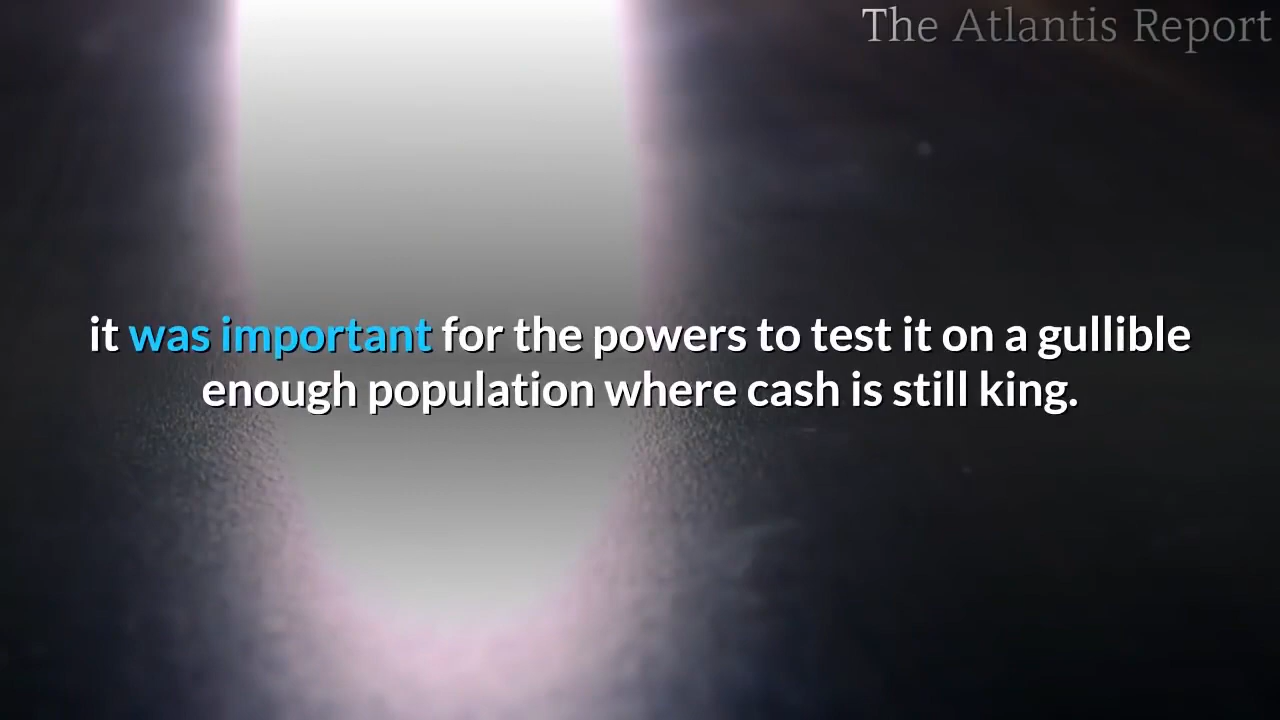 The Atlantis Report
it was important for the powers to test it on a gullible
enough population where cash is still king.